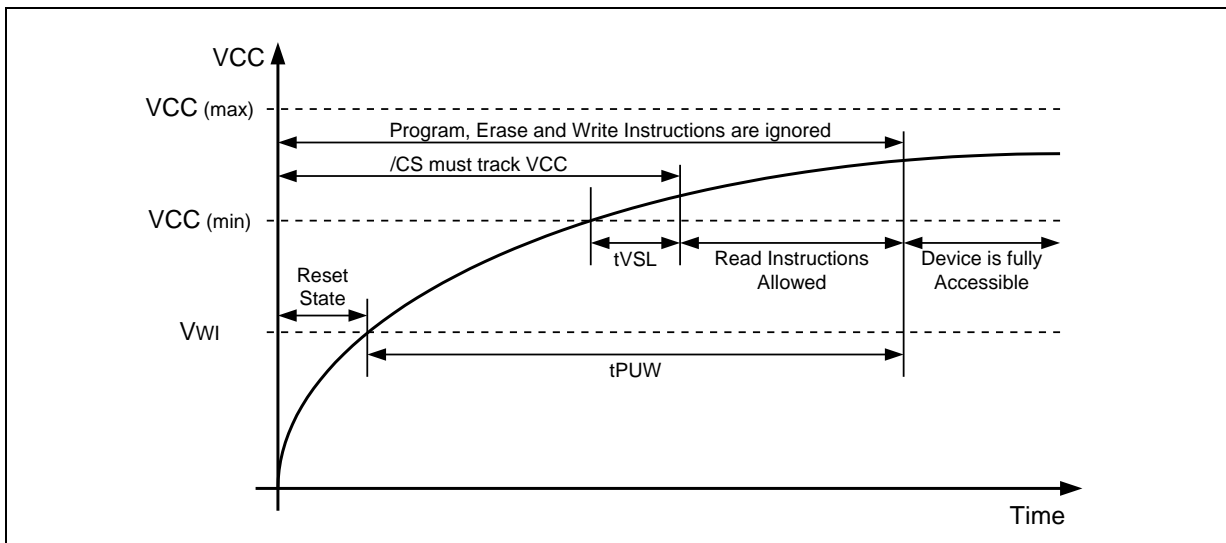 VCC
VCC (max)
Program, Erase and Write Instructions are ignored
/CS must track VCC
VCC (min)
tVSL
Read Instructions
Allowed
Device is fully
Accessible
Reset
State
VWI
tPUW
Time